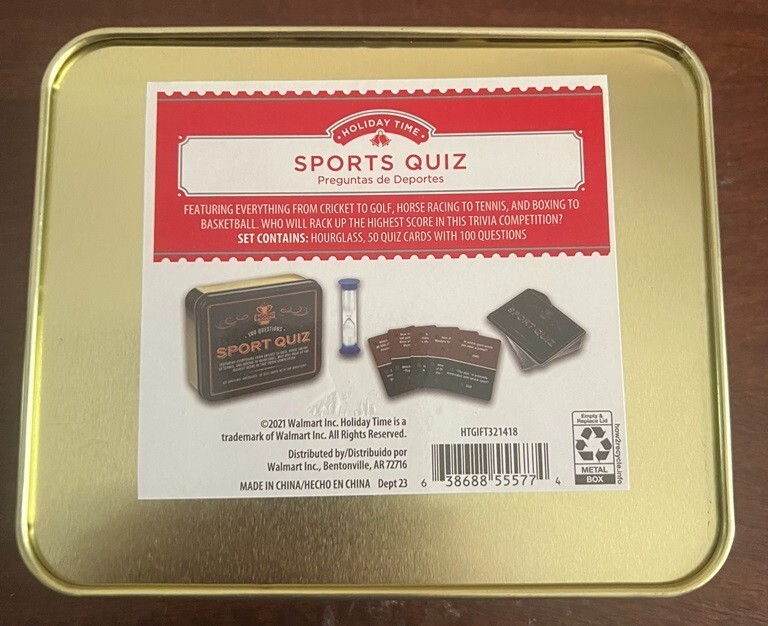 HOLIDAY TIME
SPORTS QUIZ
Preguntas de Deportes
FEATURING EVERYTHING FROM CRICKET TO GOLF, HORSE RACING TO TENNIS, AND BOXING TO
BASKETBALL. WHO WILL RACK UP THE HIGHEST SCORE IN THIS TRIVIA COMPETITION?
SET CONTAINS: HOURGLASS, 50 QUIZ CARDS WITH 100 QUESTIONS
100 QUESTIONS
SPORT QUIZ
SPORT QUIZ
©2021 Walmart Inc. Holiday Time is a
trademark of Walmart Inc. All Rights Reserved.
Distributed by/Distribuido por
Walmart Inc., Bentonville, AR 72716
MADE IN CHINA/HECHO EN CHINA Dept 23
HTGIFT321418
6 38688 55577 4
Empty &
Replace Lid
METAL
BOX
how2recycle.info